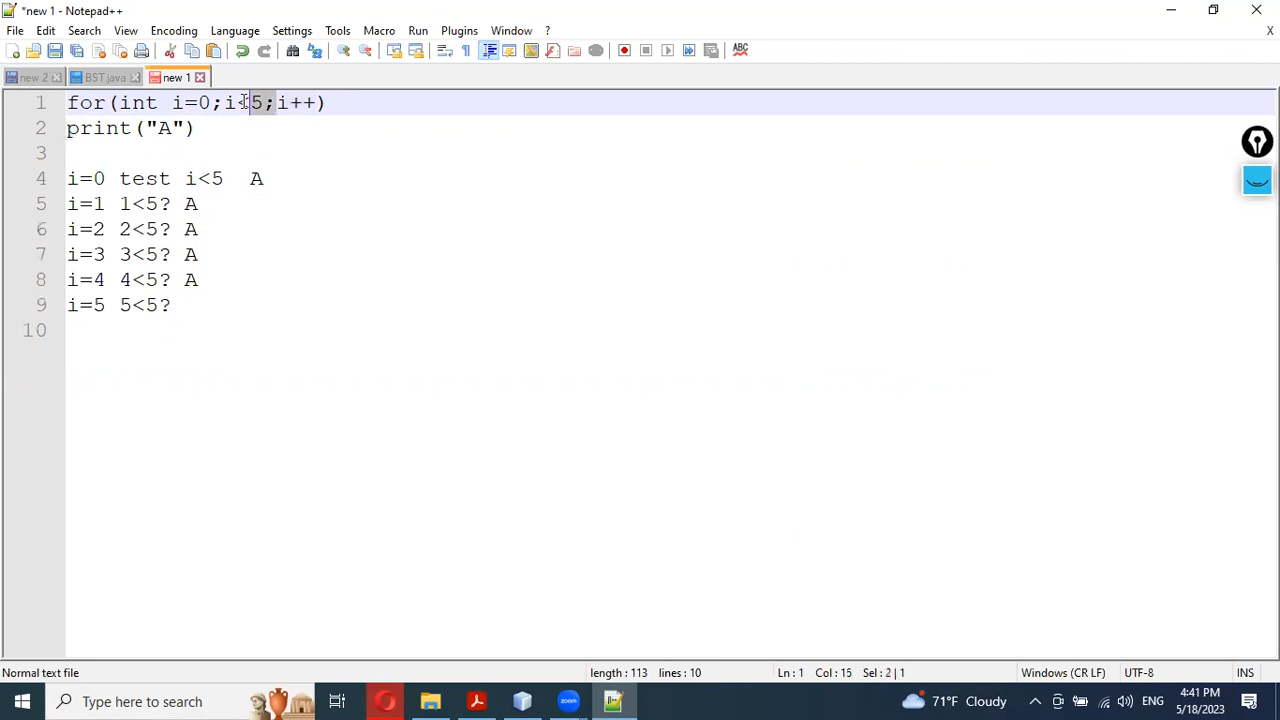 *new 1 - Notepad++
File Edit Search View Encoding Language Settings Tools Macro Run Plugins Window ? X
ABC
new 2 BST.java new 1
1 for(int i=0;i<5;i++)
2 print("A")
3
4 i=0 test i<5  A
5 i=1 1<5? A
6 i=2 2<5? A
7 i=3 3<5? A
8 i=4 4<5? A
9 i=5 5<5?
10
Normal text file length : 113 lines : 10 Ln : 1 Col : 15 Sel : 2 | 1 Windows (CR LF) UTF-8 INS
Type here to search zoom 71°F Cloudy ENG 4:41 PM
5/18/2023